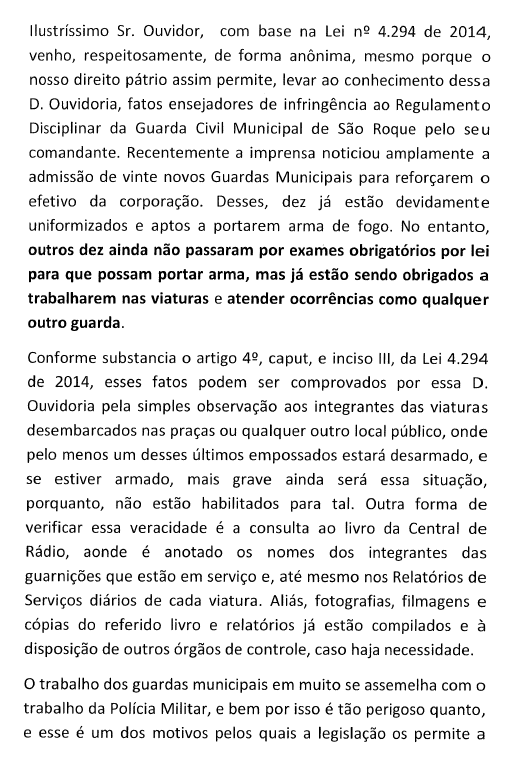 Ilustríssimo Sr. Ouvidor, com base na Lei nº 4.294 de 2014,
venho, respeitosamente, de forma anônima, mesmo porque o
nosso direito pátrio assim permite, levar ao conhecimento dessa
D. Ouvidoria, fatos ensejadores de infringência ao Regulamento
Disciplinar da Guarda Civil Municipal de São Roque pelo seu
comandante. Recentemente a imprensa noticiou amplamente a
admissão de vinte novos Guardas Municipais para reforçarem o
efetivo da corporação. Desses, dez já estão devidamente
uniformizados e aptos a portarem arma de fogo. No entanto,
outros dez ainda não passaram por exames obrigatórios por lei
para que possam portar arma, mas já estão sendo obrigados a
trabalharem nas viaturas e atender ocorrências como qualquer
outro guarda.
Conforme substancia o artigo 4º, caput, e inciso III, da Lei 4.294
de 2014, esses fatos podem ser comprovados por essa D.
Ouvidoria pela simples observação aos integrantes das viaturas
desembarcados nas praças ou qualquer outro local público, onde
pelo menos um desses últimos empossados estará desarmado, e
se estiver armado, mais grave ainda será essa situação,
porquanto, não estão habilitados para tal. Outra forma de
verificar essa veracidade é a consulta ao livro da Central de
Rádio, aonde é anotado os nomes dos integrantes das
guarnições que estão em serviço e, até mesmo nos Relatórios de
Serviços diários de cada viatura. Aliás, fotografias, filmagens e
cópias do referido livro e relatórios já estão compilados e à
disposição de outros órgãos de controle, caso haja necessidade.
O trabalho dos guardas municipais em muito se assemelha com o
trabalho da Polícia Militar, e bem por isso é tão perigoso quanto,
e esse é um dos motivos pelos quais a legislação os permite a